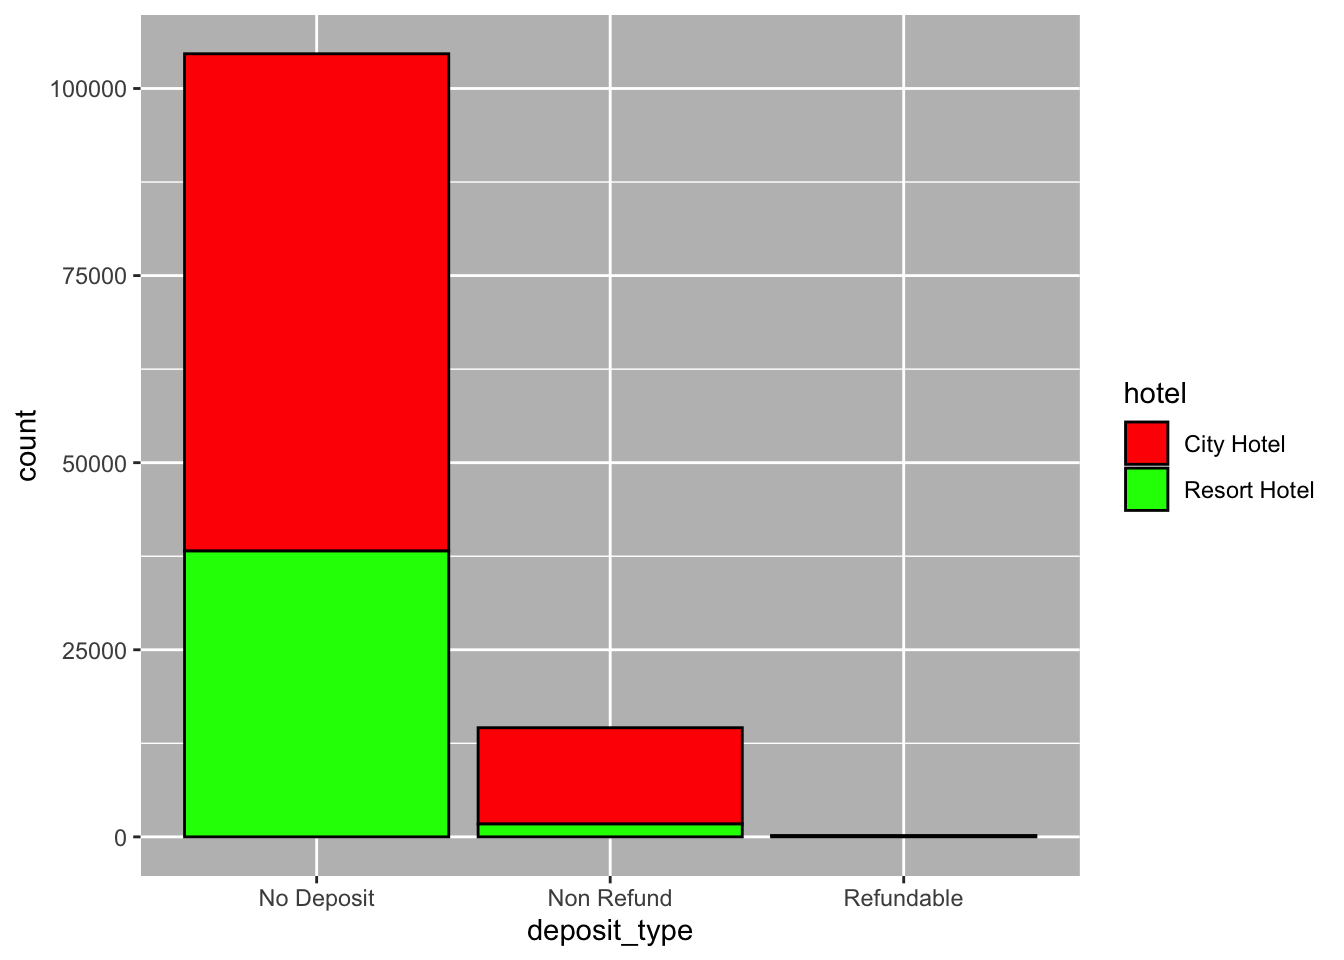 100000
75000
50000
25000
0
count
No Deposit
Non Refund
Refundable
deposit_type
hotel
City Hotel
Resort Hotel